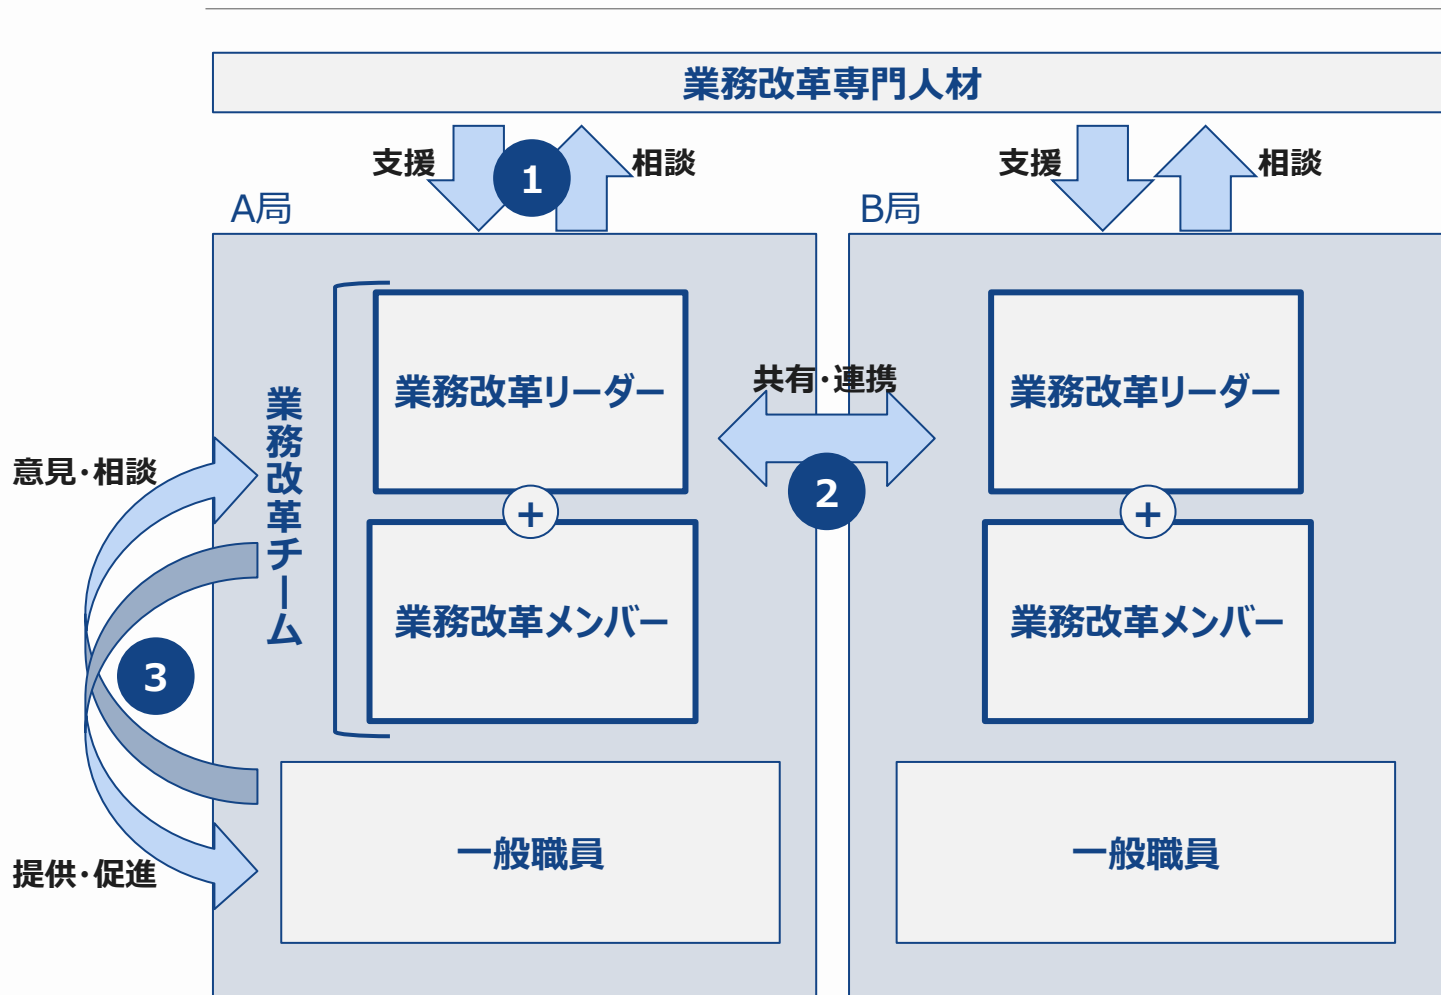 業務改革専門人材
支援
1
相談
支援
相談
A局
B局
業務改革リーダー
共有･連携
業務改革リーダー
業務改革チーム
意見･相談
2
+
+
業務改革メンバー
業務改革メンバー
3
一般職員
一般職員
提供･促進